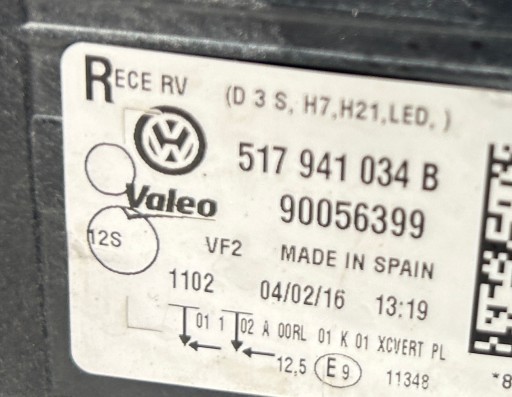 RECE RV (D 3 S, H7,H21,LED, )
517 941 034 B
Valeo 90056399
12S VF2 MADE IN SPAIN
1102 04/02/16 13:19
01 1 02 A 00RL 01 K 01 XCVERT PL
12,5 E9 11348 *8